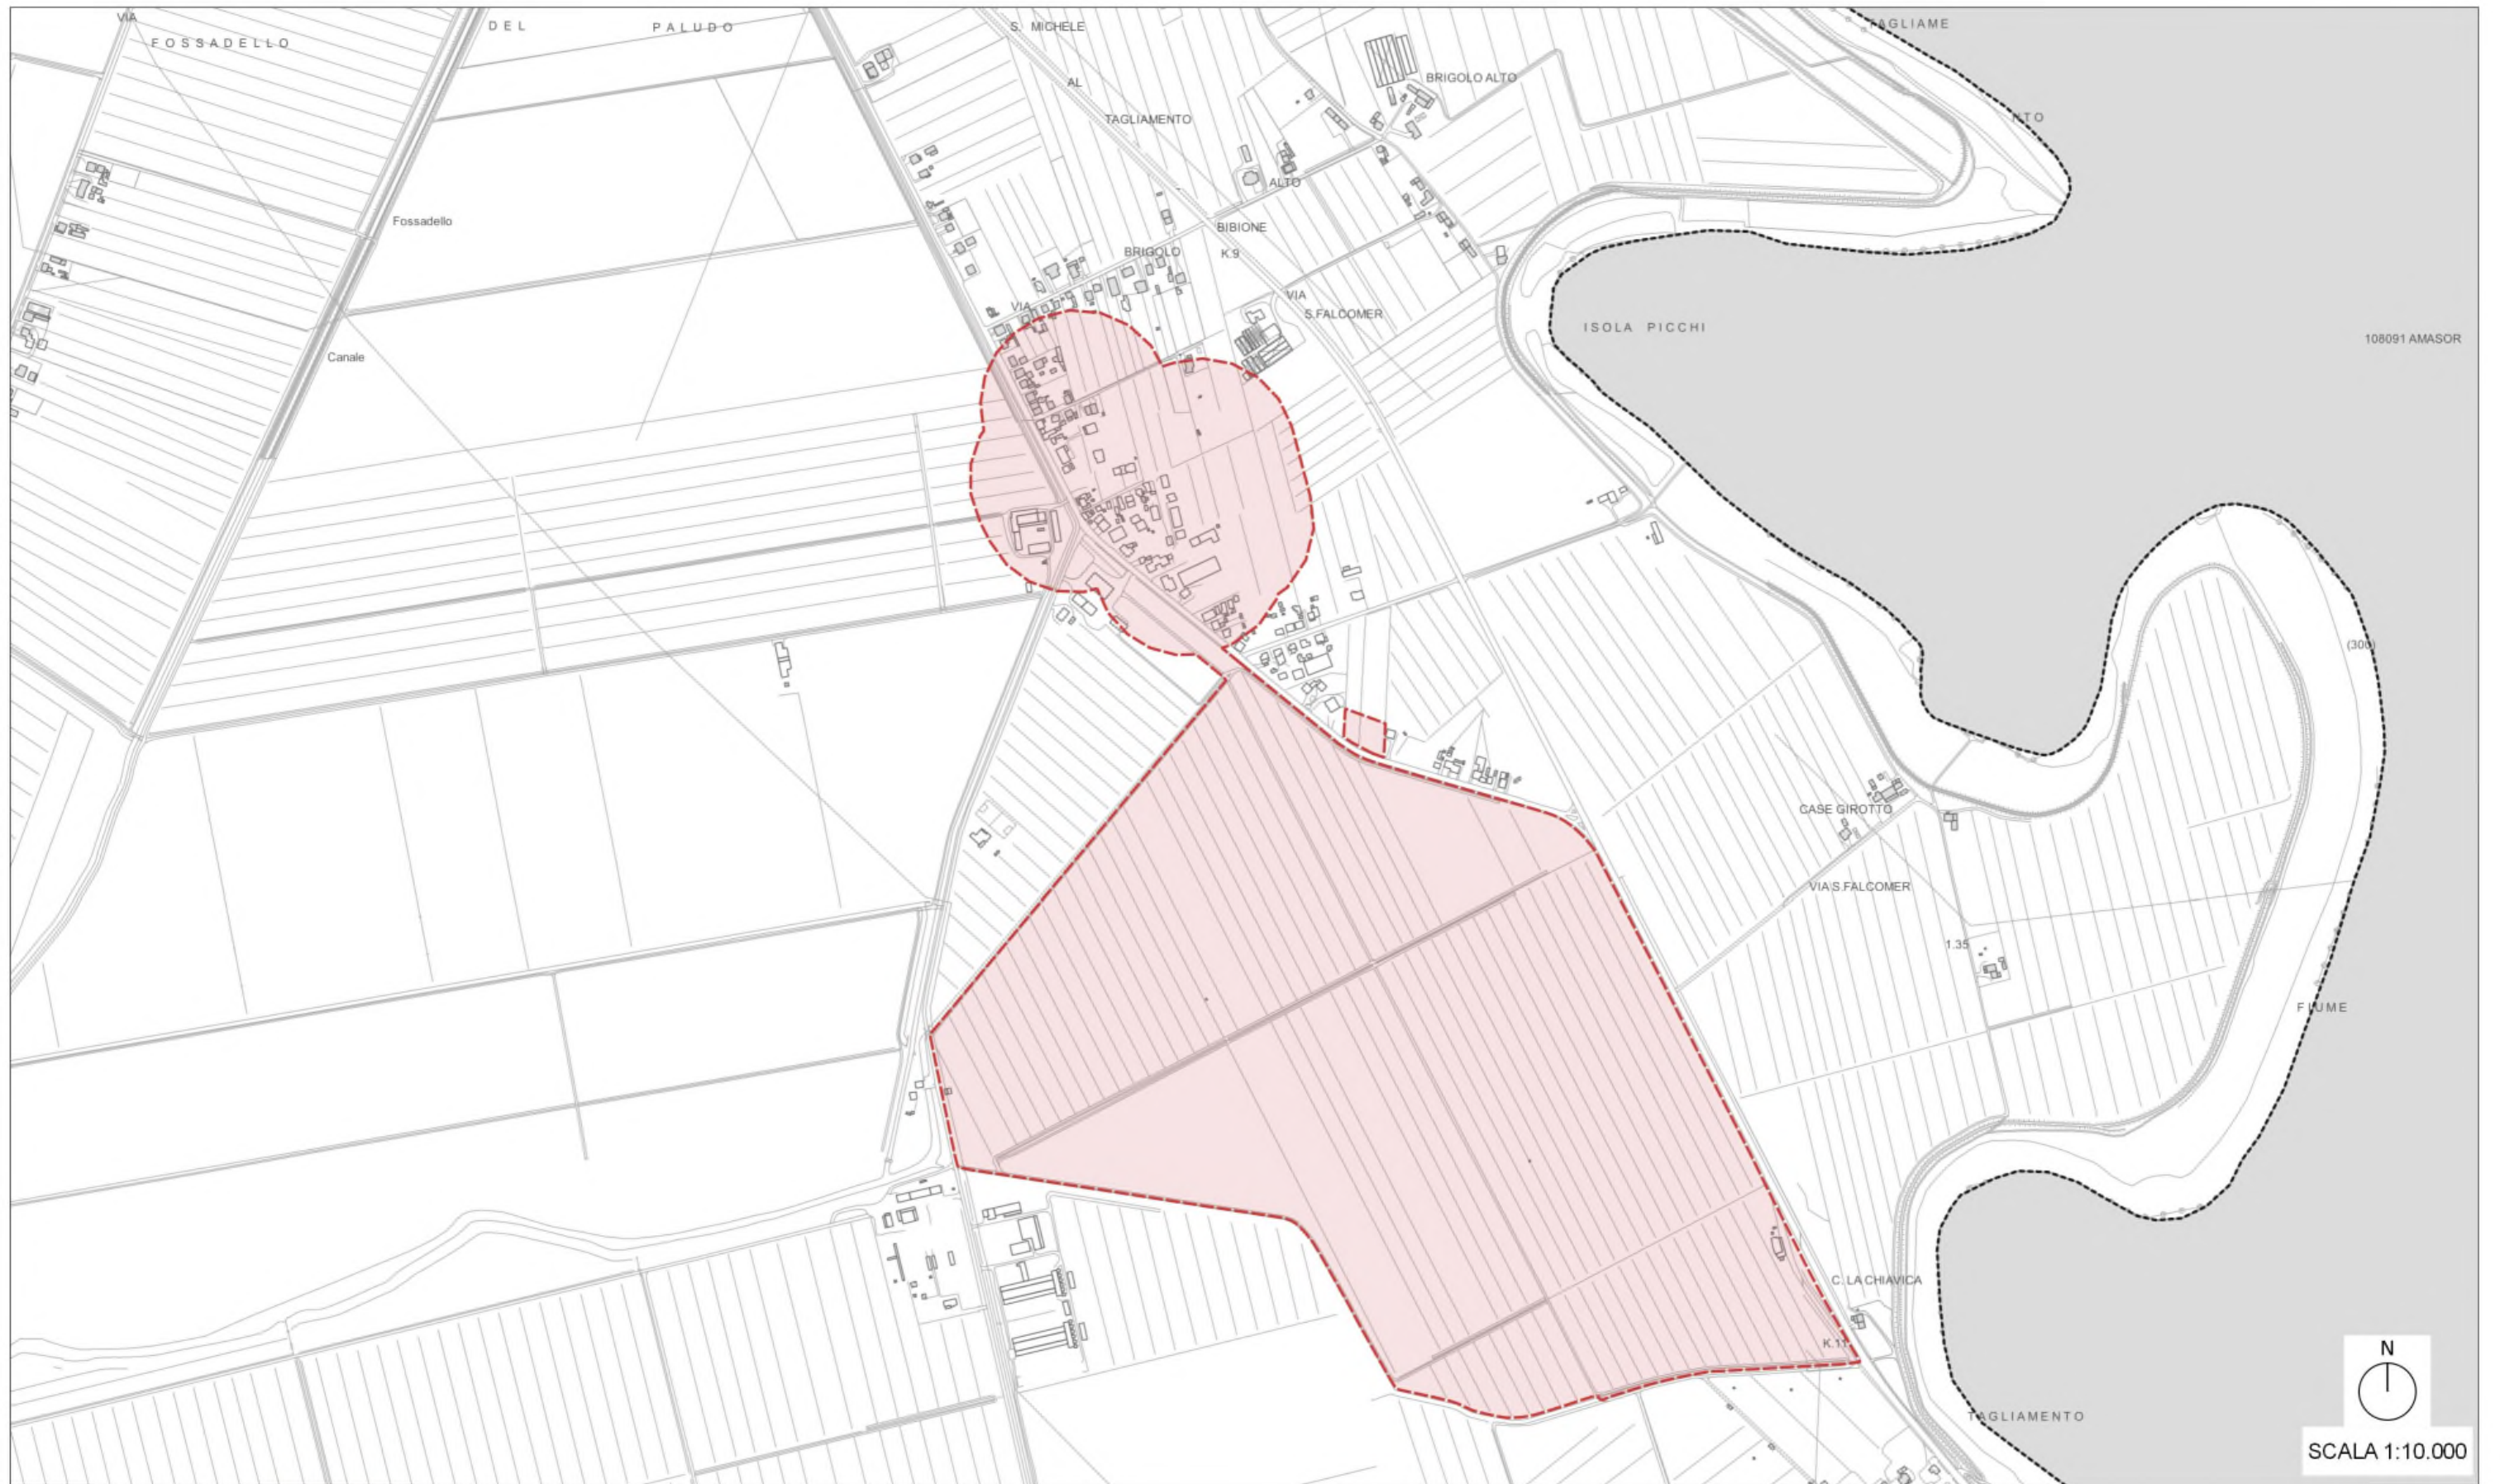 VIA
FOSSADELLO
DEL
PALUDO
S. MICHELE
TAGLIAME
AL
BRIGOLO ALTO
TAGLIAMENTO
NTO
ALTO
Fossadello
BIBIONE
BRIGOLO
K.9
VIA
VIA
S.FALCOMER
ISOLA PICCHI
108091 AMASOR
Canale
(300)
CASE GIROTTO
VIA S.FALCOMER
1.35
FIUME
C. LA CHIAVICA
K.11
N
TAGLIAMENTO
SCALA 1:10.000